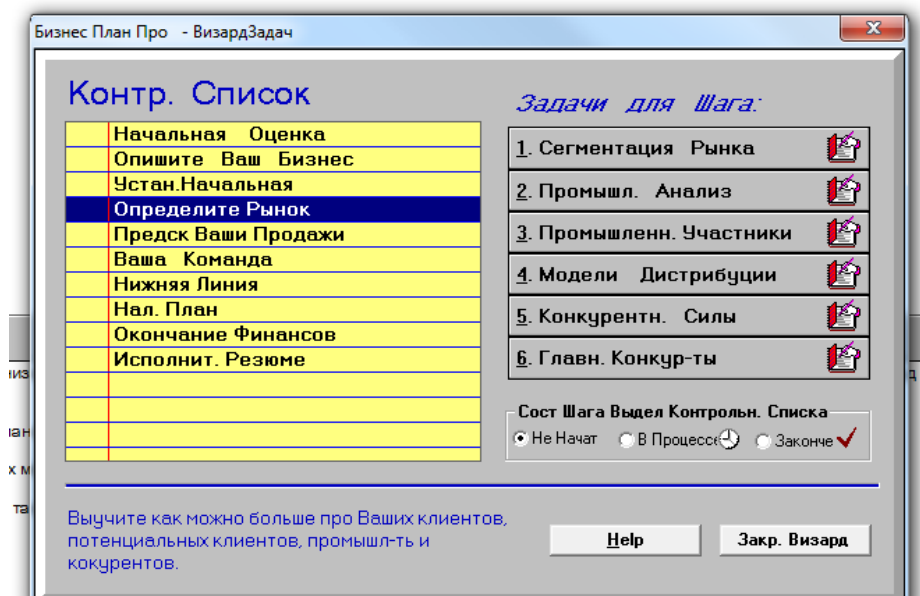 Бизнес План Про - ВизардЗадач
Контр. Список
Начальная Оценка
Опишите Ваш Бизнес
Устан.Начальная
Определите Рынок
Предск Ваши Продажи
Ваша Команда
Нижняя Линия
Нал. План
Окончание Финансов
Исполнит. Резюме
Задачи для Шага:
1. Сегментация Рынка
2. Промышл. Анализ
3. Промышленн. Участники
4. Модели Дистрибуции
5. Конкурентн. Силы
6. Главн. Конкур-ты
Сост Шага Выдел Контрольн. Списка
Не Начат В Процессе Законче
Выучите как можно больше про Ваших клиентов,
потенциальных клиентов, промышл-ть и
кокурентов.
Help Закр. Визард